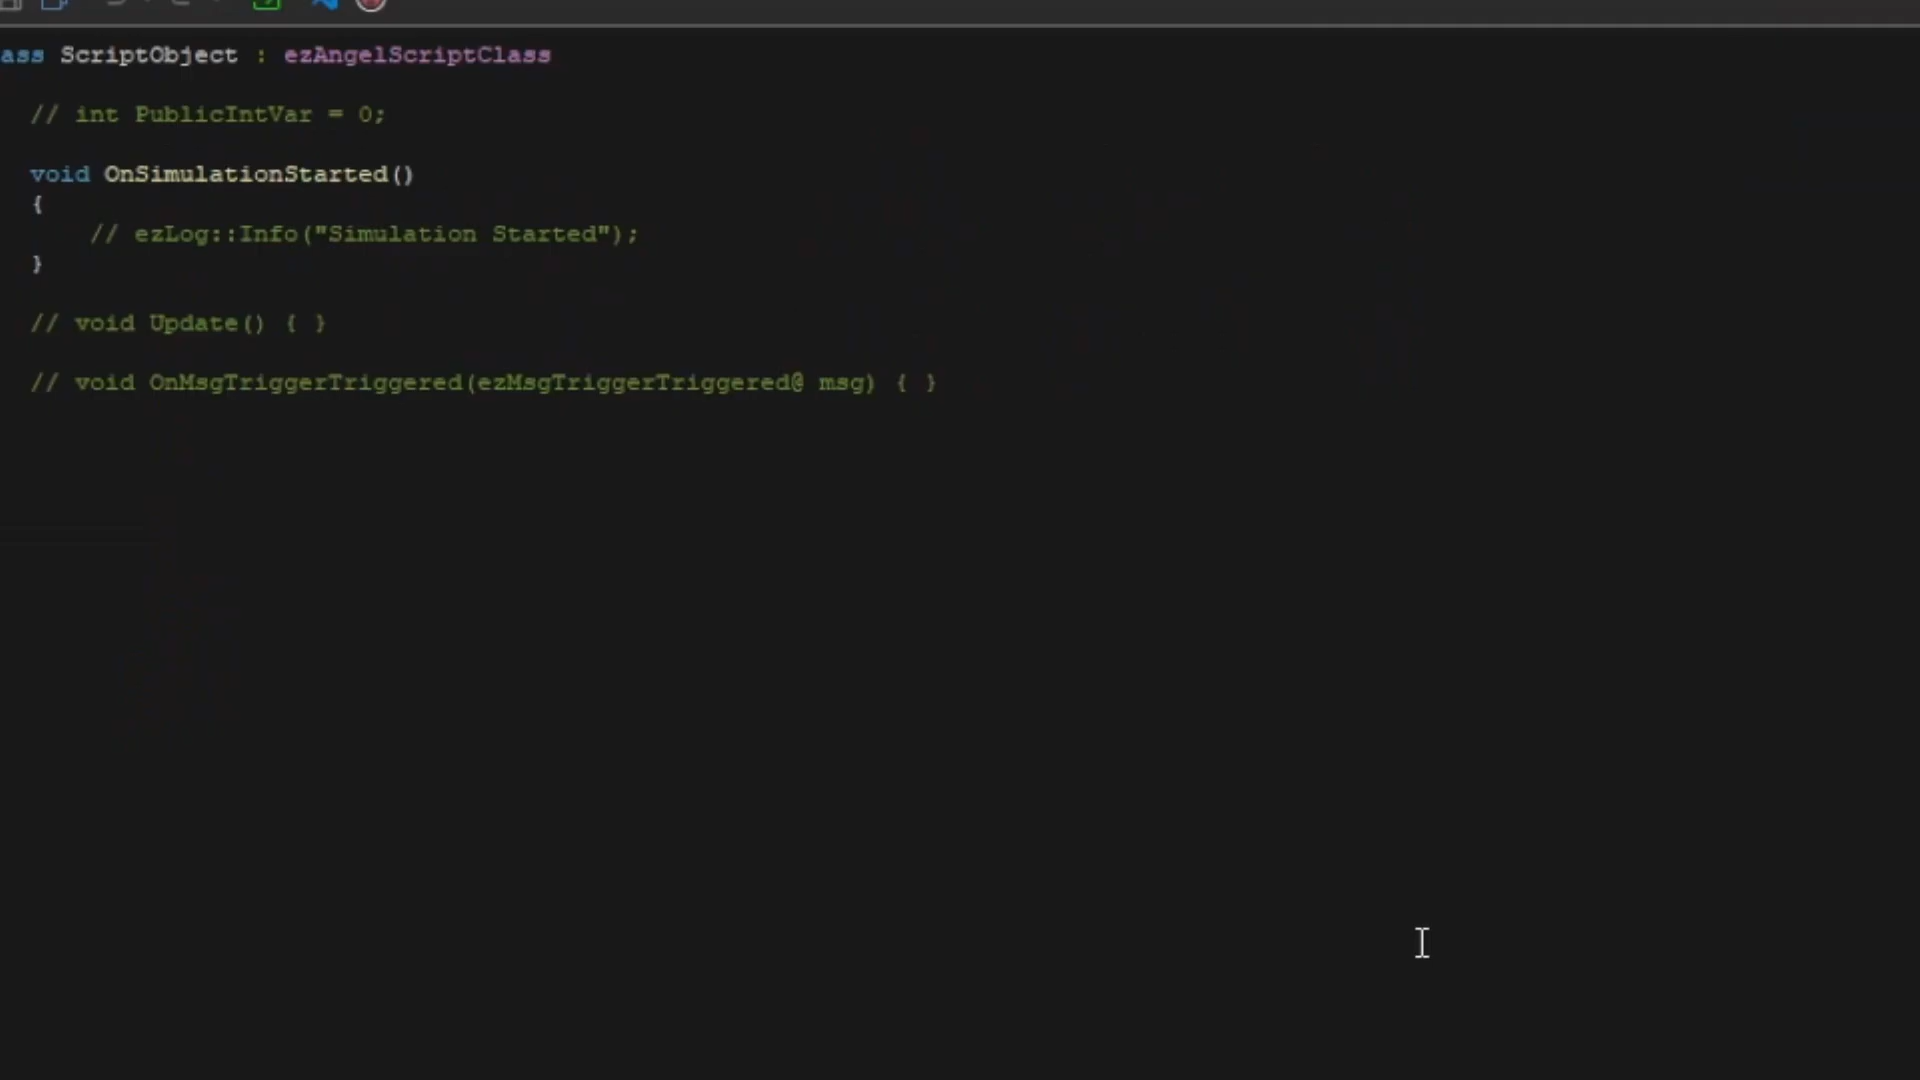 ass ScriptObject : ezAngelScriptClass
// int PublicIntVar = 0;
void OnSimulationStarted()
{
// ezLog::Info("Simulation Started");
}
// void Update() { }
// void OnMsgTriggerTriggered(ezMsgTriggerTriggered@ msg) { }